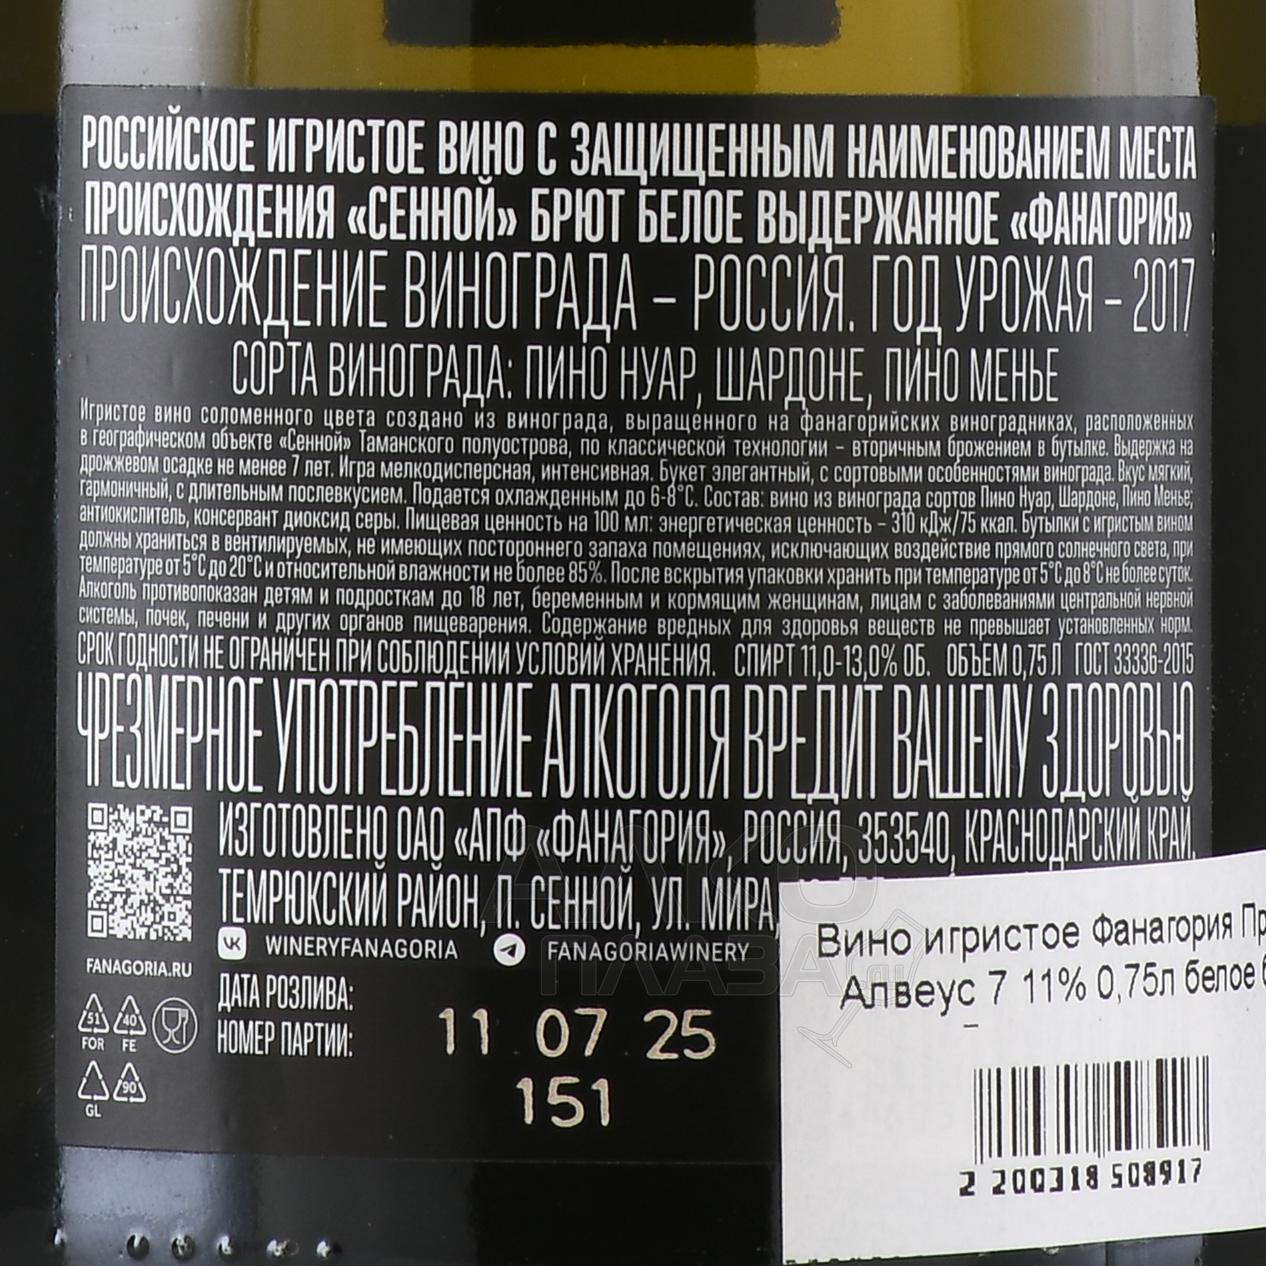 РОССИЙСКОЕ ИГРИСТОЕ ВИНО С ЗАЩИЩЕННЫМ НАИМЕНОВАНИЕМ МЕСТА
ПРОИСХОЖДЕНИЯ «СЕННОЙ» БРЮТ БЕЛОЕ ВЫДЕРЖАННОЕ «ФАНАГОРИЯ»
ПРОИСХОЖДЕНИЕ ВИНОГРАДА – РОССИЯ. ГОД УРОЖАЯ – 2017
СОРТА ВИНОГРАДА: ПИНО НУАР, ШАРДОНЕ, ПИНО МЕНЬЕ
Игристое вино соломенного цвета создано из винограда, выращенного на фанагорийских виноградниках, расположенных
в географическом объекте «Сенной» Таманского полуострова, по классической технологии – вторичным брожением в бутылке. Выдержка на
дрожжевом осадке не менее 7 лет. Игра мелкодисперсная, интенсивная. Букет элегантный, с сортовыми особенностями винограда. Вкус мягкий,
гармоничный, с длительным послевкусием. Подается охлажденным до 6-8°С. Состав: вино из винограда сортов Пино Нуар, Шардоне, Пино Менье;
антиокислитель, консервант диоксид серы. Пищевая ценность на 100 мл: энергетическая ценность – 310 кДж/75 ккал. Бутылки с игристым вином
должны храниться в вентилируемых, не имеющих постороннего запаха помещениях, исключающих воздействие прямого солнечного света, при
температуре от 5°С до 20°С и относительной влажности не более 85%. После вскрытия упаковки хранить при температуре от 5°С до 8°С не более суток.
Алкоголь противопоказан детям и подросткам до 18 лет, беременным и кормящим женщинам, лицам с заболеваниями центральной нервной
системы, почек, печени и других органов пищеварения. Содержание вредных для здоровья веществ не превышает установленных норм.
СРОК ГОДНОСТИ НЕ ОГРАНИЧЕН ПРИ СОБЛЮДЕНИИ УСЛОВИЙ ХРАНЕНИЯ. СПИРТ 11,0-13,0% ОБ. ОБЪЕМ 0,75 Л ГОСТ 33336-2015
ЧРЕЗМЕРНОЕ УПОТРЕБЛЕНИЕ АЛКОГОЛЯ ВРЕДИТ ВАШЕМУ ЗДОРОВЬЮ
ИЗГОТОВЛЕНО ОАО «АПФ «ФАНАГОРИЯ», РОССИЯ, 353540, КРАСНОДАРСКИЙ КРАЙ,
ТЕМРЮКСКИЙ РАЙОН, П. СЕННОЙ, УЛ. МИРА,
WINERYFANAGORIA FANAGORIAWINERY
FANAGORIA.RU
ДАТА РОЗЛИВА:
НОМЕР ПАРТИИ:
11 07 25
151
51 40
FOR FE
90
GL
АЛКО
ПЛАЗА
Вино игристое Фанагория Пр
Алвеус 7 11% 0,75л белое б
2 200318 508917